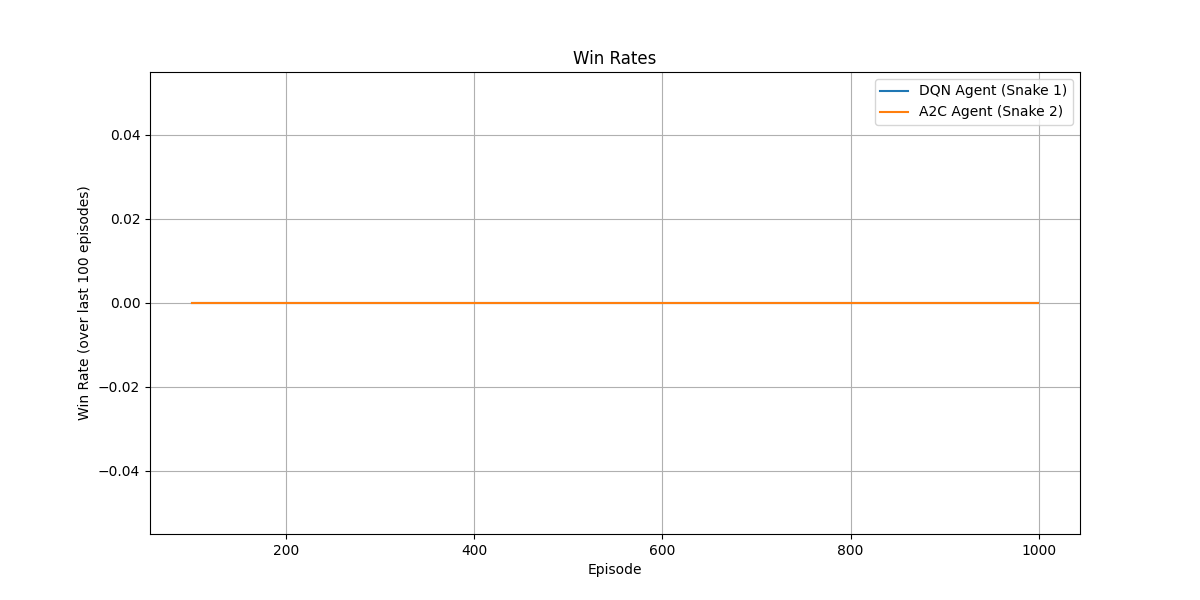 Win Rates
DQN Agent (Snake 1)
A2C Agent (Snake 2)
Win Rate (over last 100 episodes)
0.04
0.02
0.00
−0.02
−0.04
200 400 600 800 1000
Episode